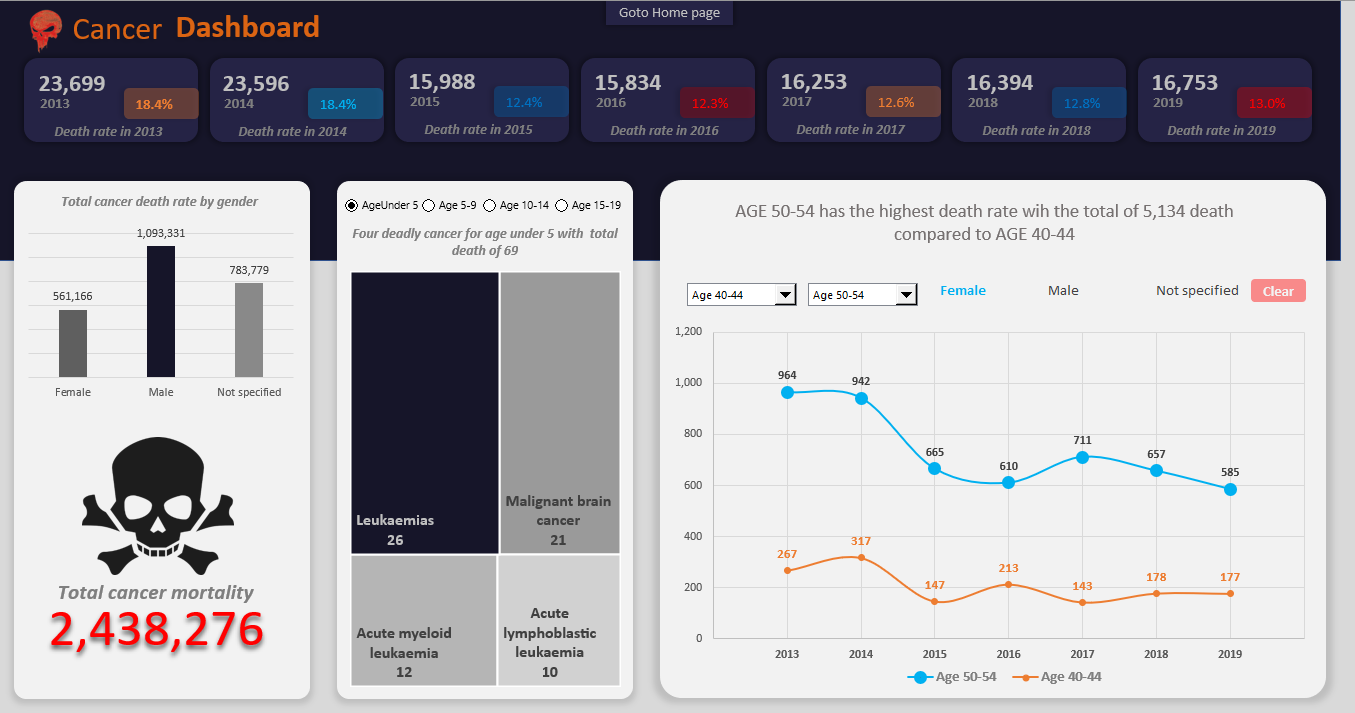 Goto Home page
Cancer Dashboard
23,699
2013
18.4%
Death rate in 2013
23,596
2014
18.4%
Death rate in 2014
15,988
2015
12.4%
Death rate in 2015
15,834
2016
12.3%
Death rate in 2016
16,253
2017
12.6%
Death rate in 2017
16,394
2018
12.8%
Death rate in 2018
16,753
2019
13.0%
Death rate in 2019
Total cancer death rate by gender
1,093,331
783,779
561,166
Female Male Not specified
Total cancer mortality
2,438,276
AgeUnder 5 Age 5-9 Age 10-14 Age 15-19
Four deadly cancer for age under 5 with total
death of 69
Leukaemias
26
Malignant brain
cancer
21
Acute myeloid
leukaemia
12
Acute
lymphoblastic
leukaemia
10
AGE 50-54 has the highest death rate wih the total of 5,134 death
compared to AGE 40-44
Age 40-44 Age 50-54 Female Male Not specified Clear
1,200
1,000
800
600
400
200
0
964 942 665 610 711 657 585
267 317 147 213 143 178 177
2013 2014 2015 2016 2017 2018 2019
Age 50-54 Age 40-44